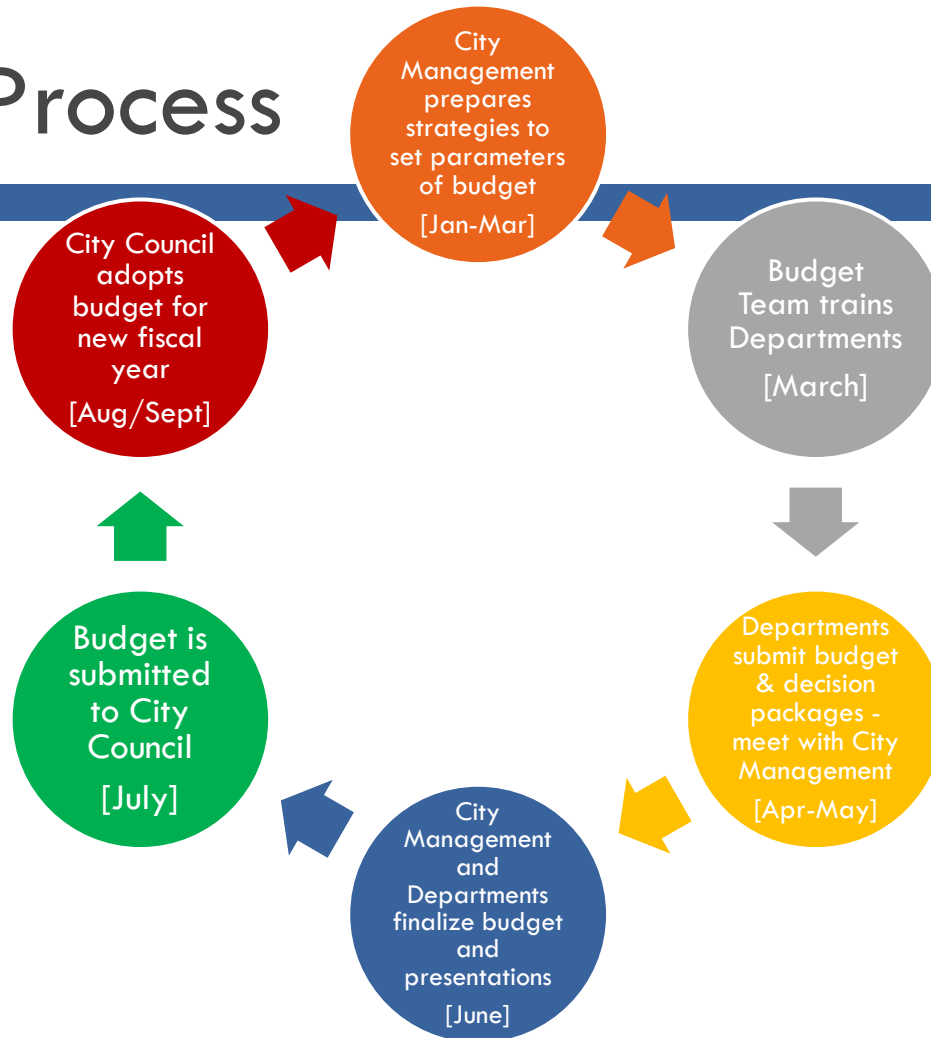 Process
City
Management
prepares
strategies to
set parameters
of budget
[Jan-Mar]
Budget
Team trains
Departments
[March]
Departments
submit budget
& decision
packages -
meet with City
Management
[Apr-May]
City
Management
and
Departments
finalize budget
and
presentations
[June]
Budget is
submitted
to City
Council
[July]
City Council
adopts
budget for
new fiscal
year
[Aug/Sept]